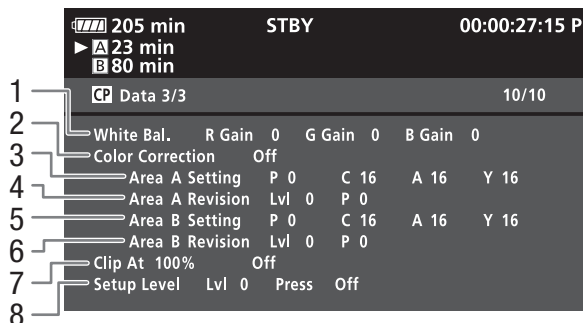 205 min STBY 00:00:27:15 P
A 23 min
B 80 min
CP Data 3/3 10/10
1 White Bal. R Gain 0 G Gain 0 B Gain 0
2 Color Correction Off
3 Area A Setting P 0 C 16 A 16 Y 16
4 Area A Revision Lvl 0 P 0
5 Area B Setting P 0 C 16 A 16 Y 16
6 Area B Revision Lvl 0 P 0
7 Clip At 100% Off
8 Setup Level Lvl 0 Press Off